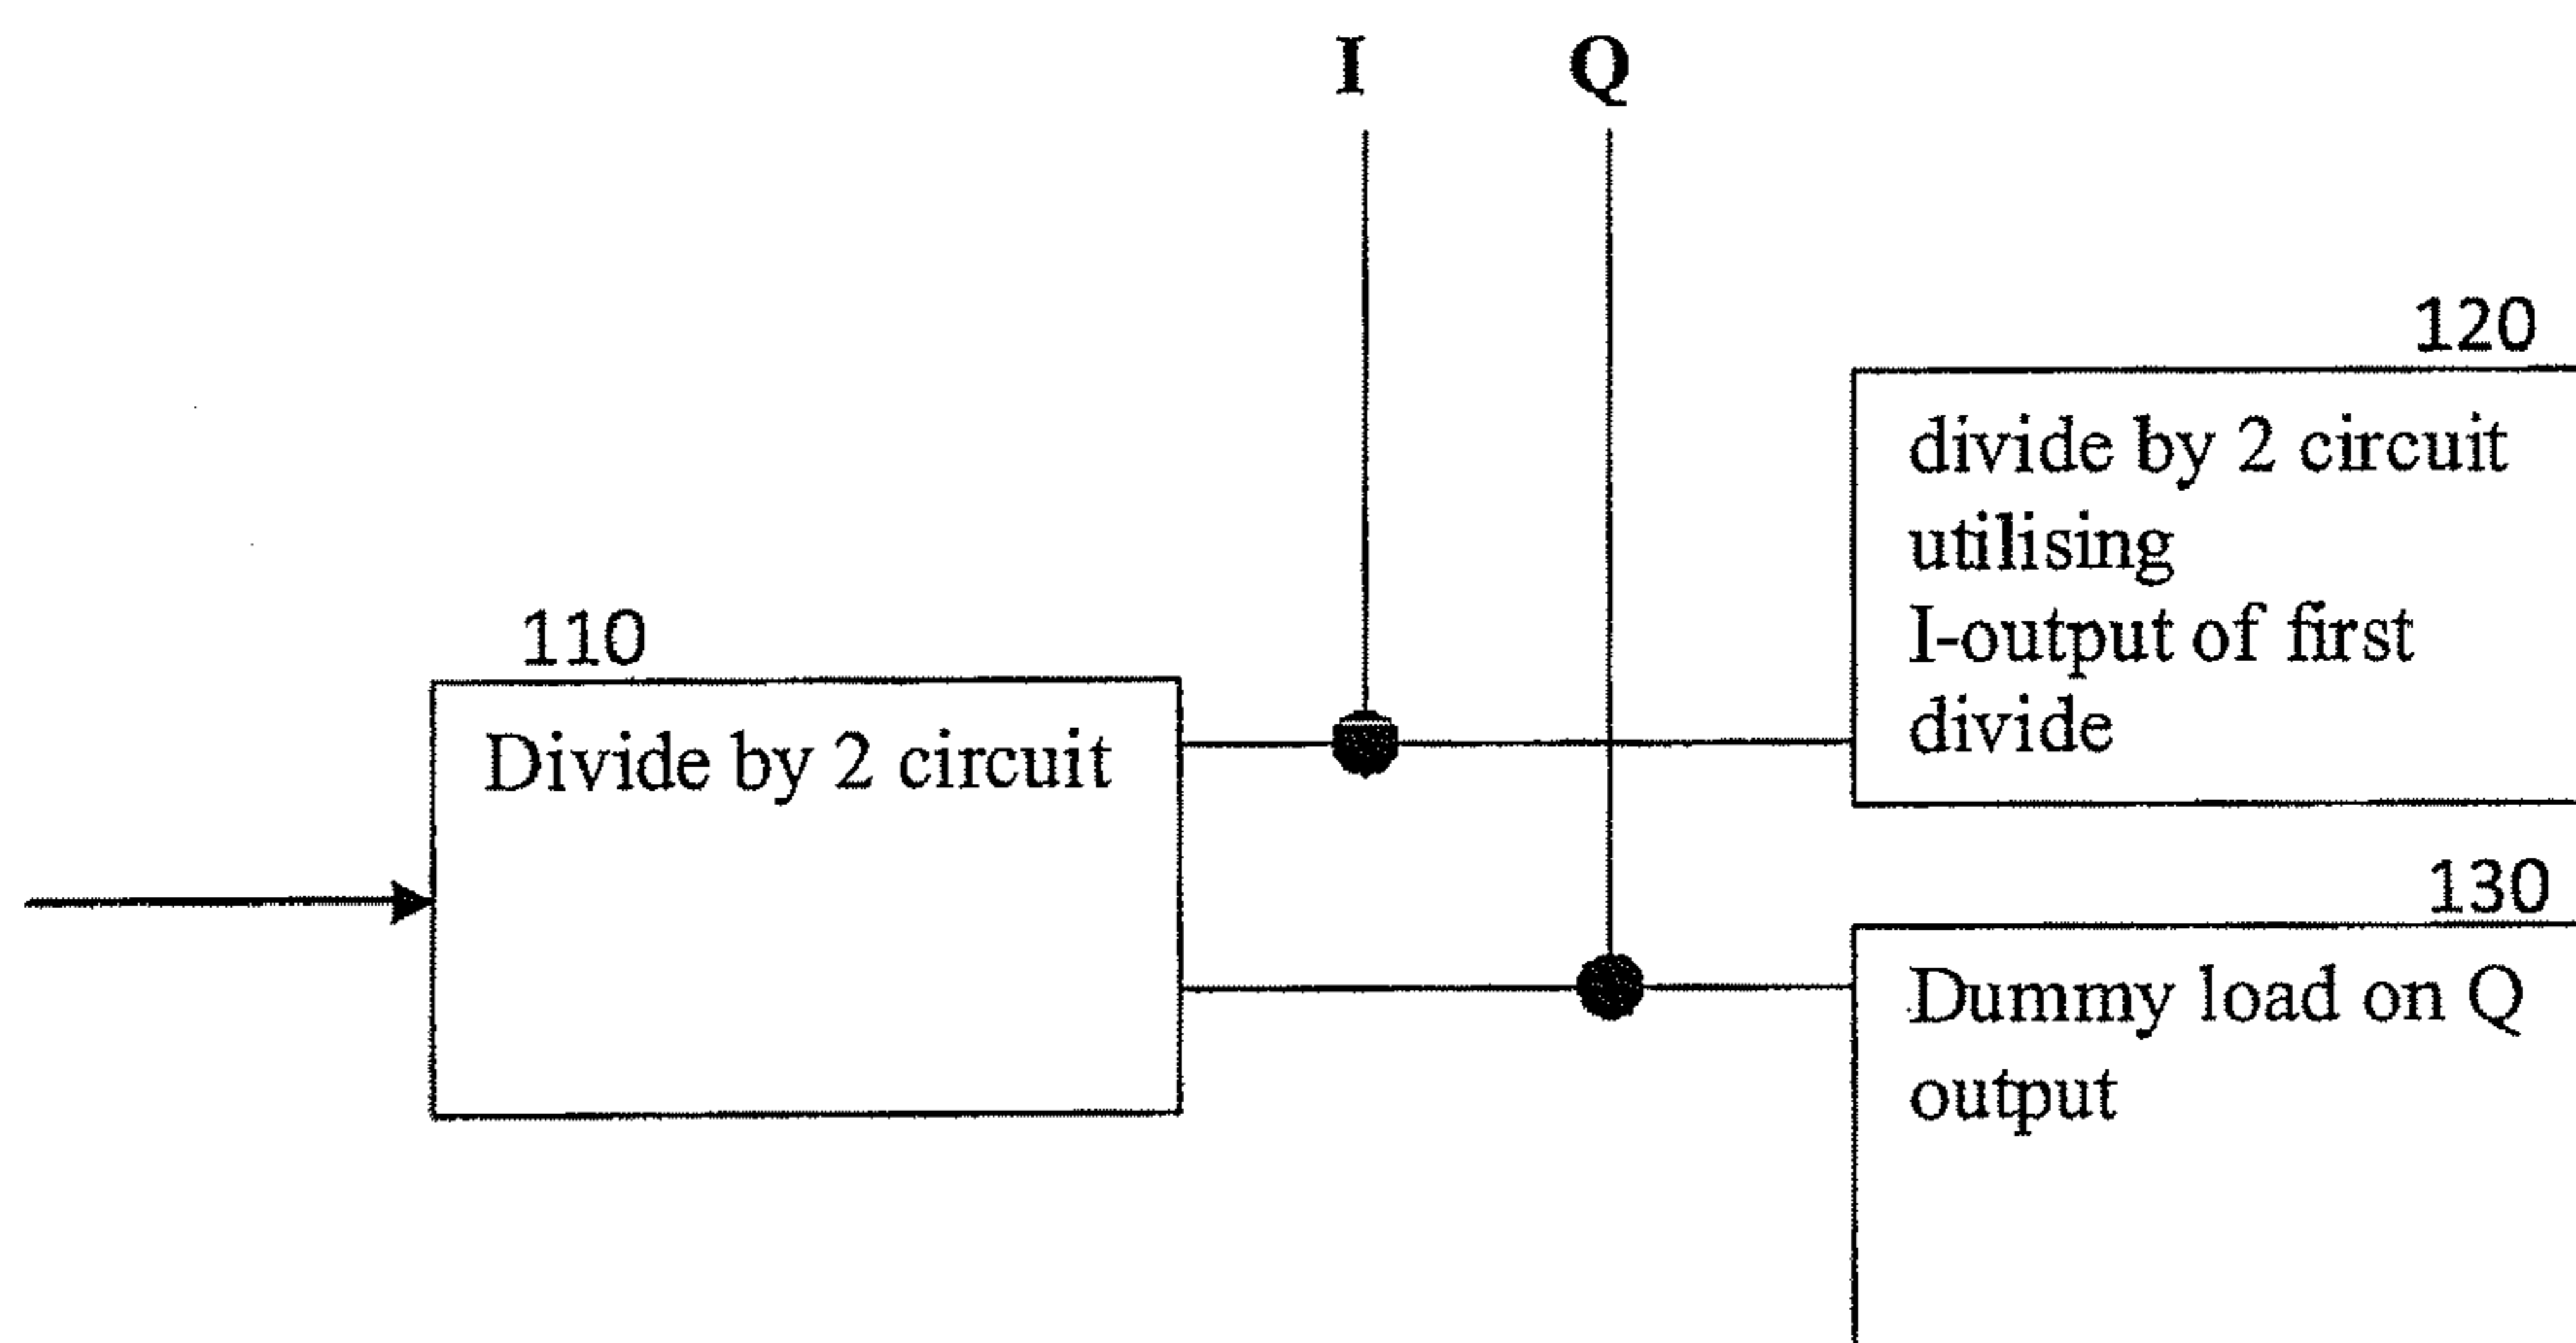 I
Q
120
divide by 2 circuit
utilising
I-output of first
divide
110
Divide by 2 circuit
130
Dummy load on Q
output